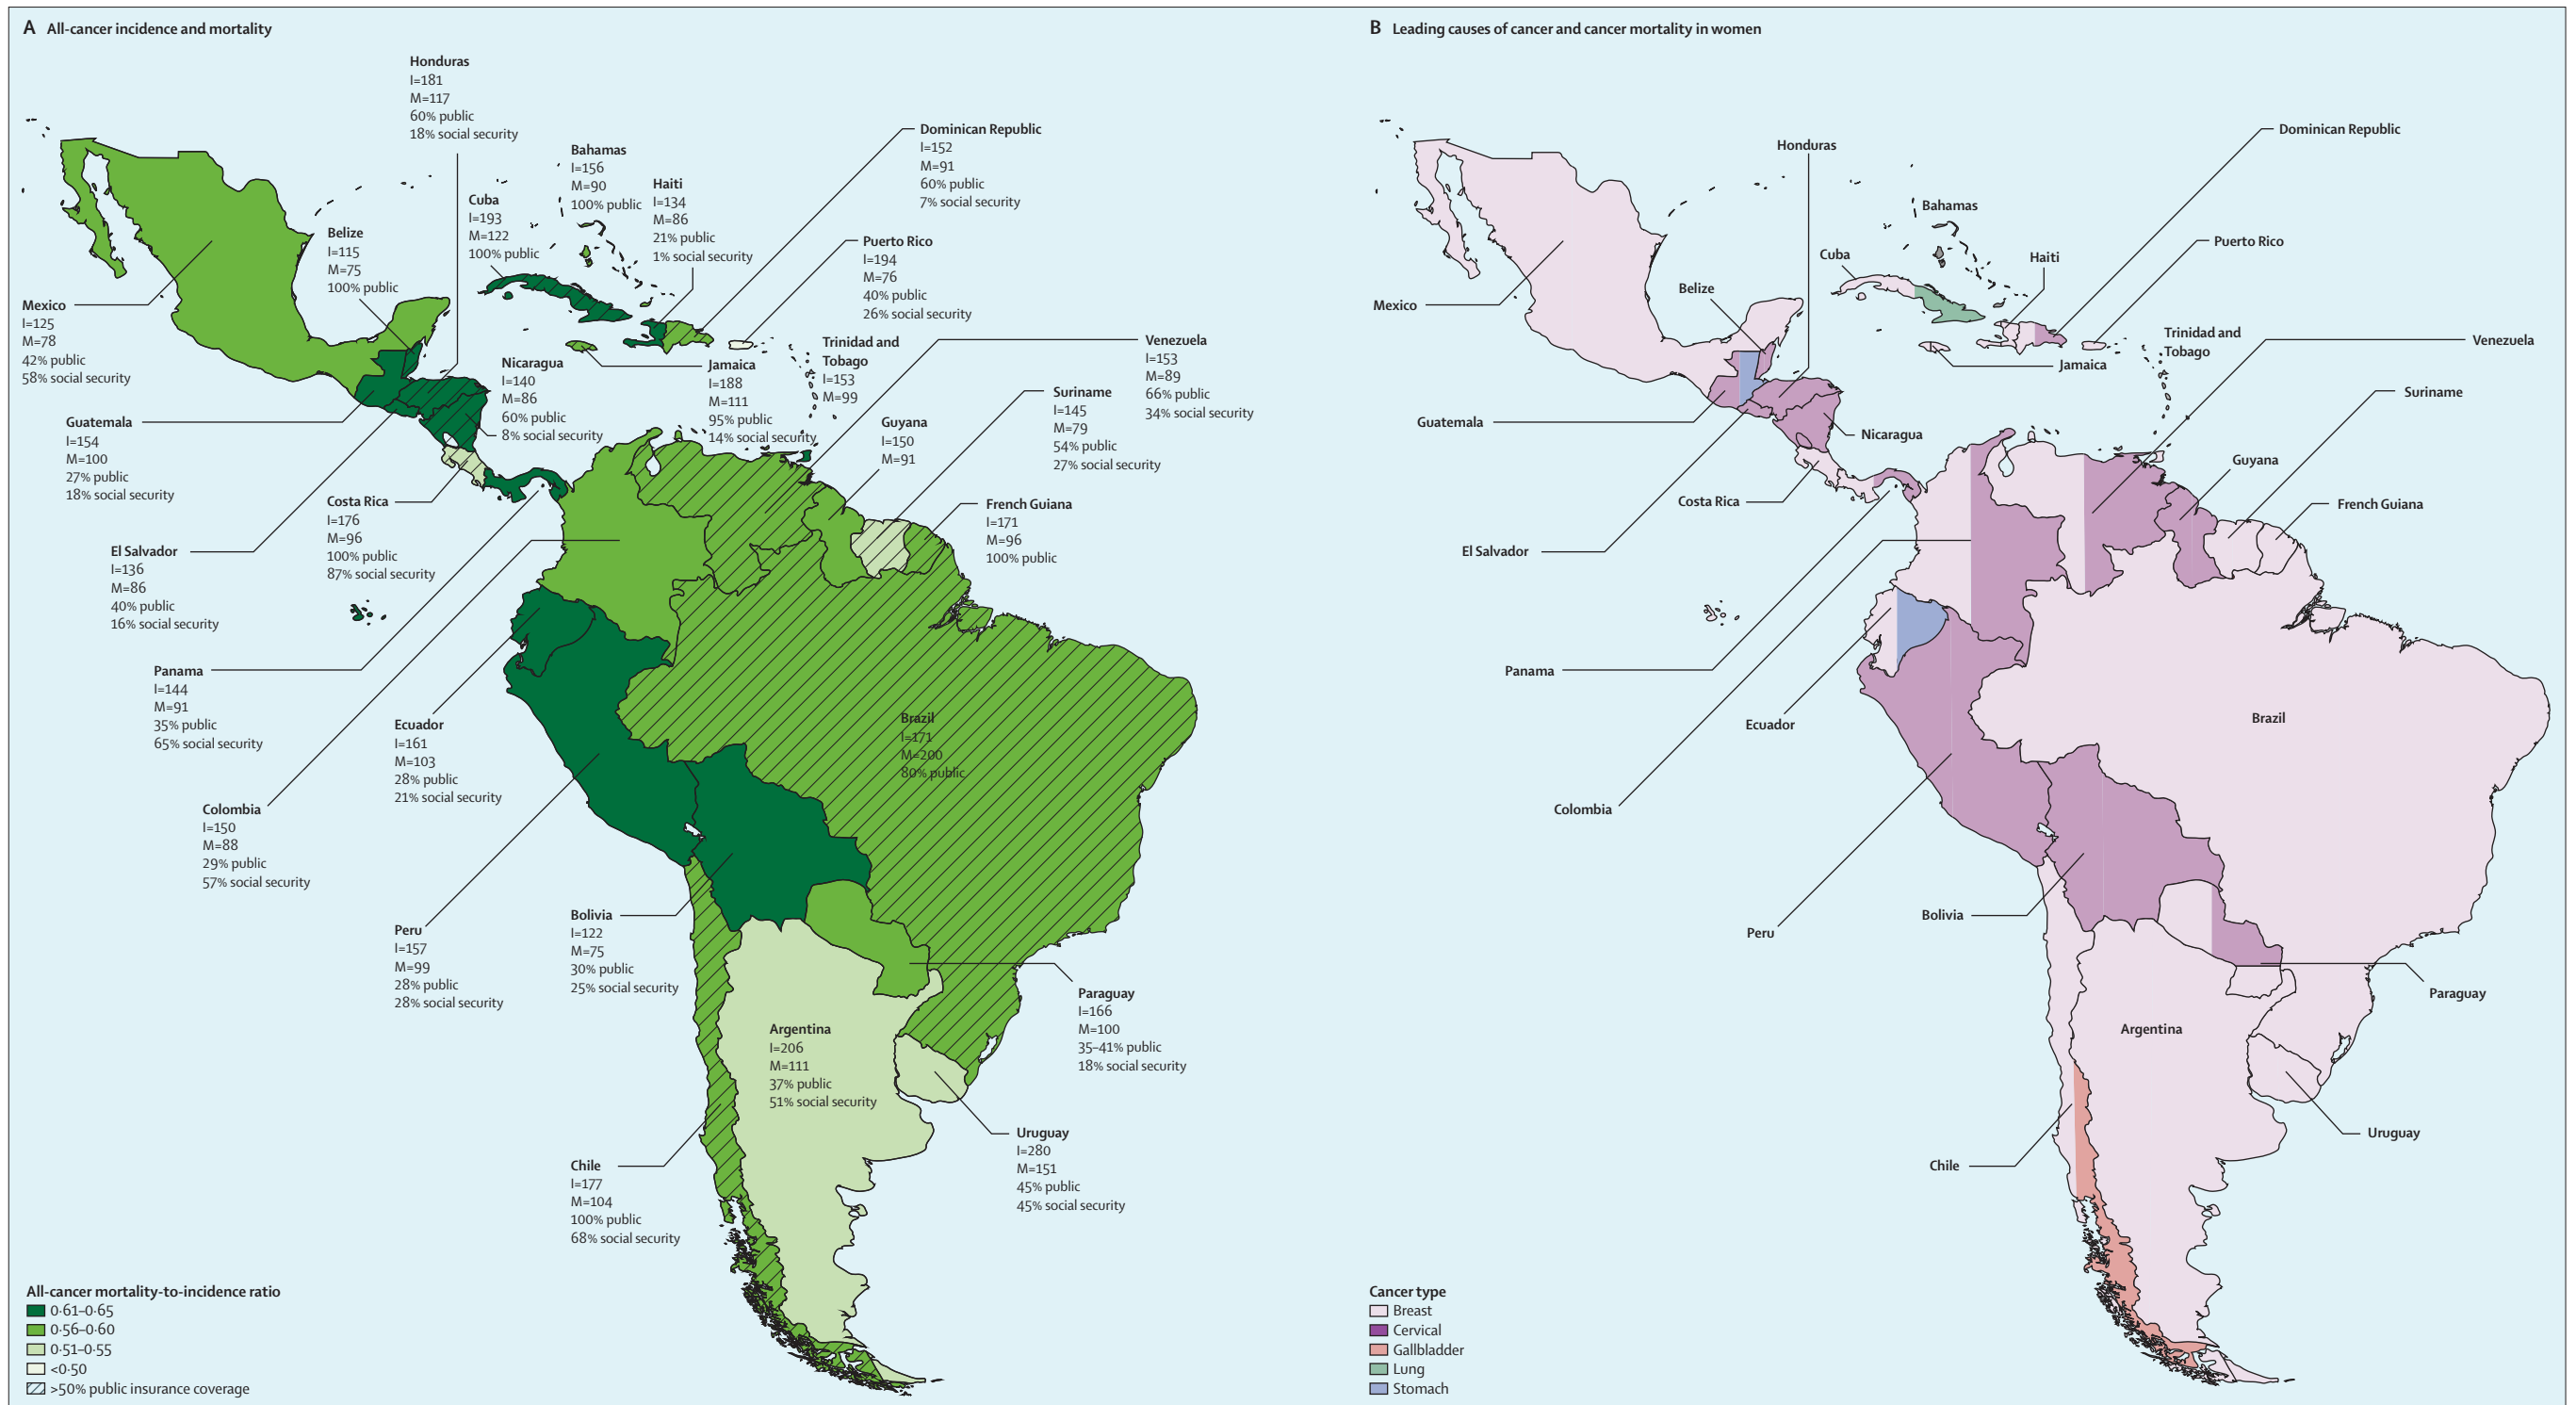 A All-cancer incidence and mortality
Honduras
I=181
M=117
60% public
18% social security
Bahamas
I=156
M=90
100% public
Dominican Republic
I=152
M=91
60% public
7% social security
Haiti
I=134
M=86
21% public
1% social security
Cuba
I=193
M=122
100% public
Belize
I=115
M=75
100% public
Puerto Rico
I=194
M=76
40% public
26% social security
Mexico
I=125
M=78
42% public
58% social security
Nicaragua
I=140
M=86
60% public
8% social security
Jamaica
I=188
M=111
95% public
14% social security
Trinidad and
Tobago
I=153
M=99
Venezuela
I=153
M=89
66% public
34% social security
Suriname
I=145
M=79
54% public
27% social security
Guyana
I=150
M=91
Guatemala
I=154
M=100
27% public
18% social security
Costa Rica
I=176
M=96
100% public
87% social security
French Guiana
I=171
M=96
100% public
El Salvador
I=136
M=86
40% public
16% social security
Panama
I=144
M=91
35% public
65% social security
Ecuador
I=161
M=103
28% public
21% social security
Brazil
I=171
M=200
80% public
Colombia
I=150
M=88
29% public
57% social security
Peru
I=157
M=99
28% public
28% social security
Bolivia
I=122
M=75
30% public
25% social security
Paraguay
I=166
M=100
35–41% public
18% social security
Argentina
I=206
M=111
37% public
51% social security
Uruguay
I=280
M=151
45% public
45% social security
Chile
I=177
M=104
100% public
68% social security
All-cancer mortality-to-incidence ratio
0·61–0·65
0·56–0·60
0·51–0·55
<0·50
>50% public insurance coverage
B Leading causes of cancer and cancer mortality in women
Dominican Republic
Honduras
Bahamas
Puerto Rico
Cuba
Haiti
Belize
Mexico
Trinidad and
Tobago
Venezuela
Jamaica
Suriname
Guatemala
Nicaragua
Guyana
Costa Rica
French Guiana
El Salvador
Panama
Ecuador
Brazil
Colombia
Peru
Bolivia
Paraguay
Argentina
Uruguay
Chile
Cancer type
Breast
Cervical
Gallbladder
Lung
Stomach